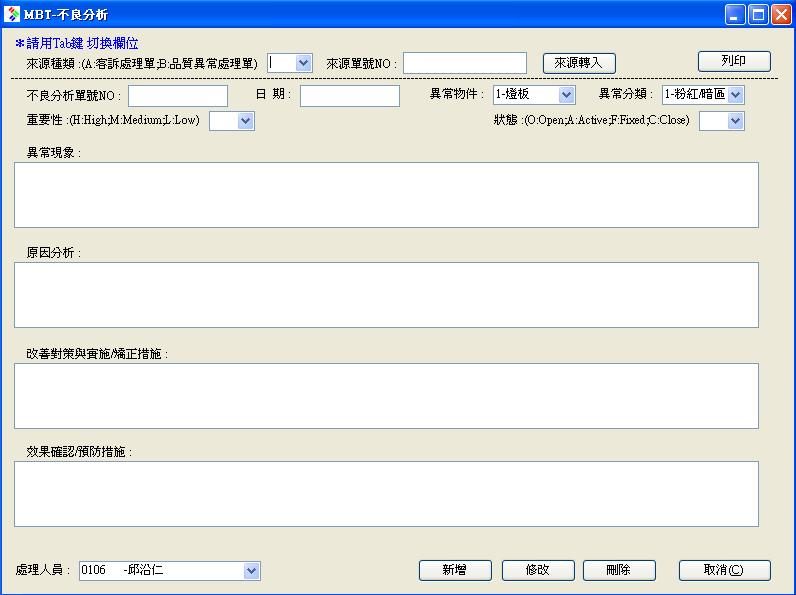 MBT-不良分析
*請用Tab鍵 切換欄位
來源種類 :(A:客訴處理單;B:品質異常處理單) 來源單號NO : 來源轉入 列印
不良分析單號NO : 日 期 : 異常物件 : 1-燈板 異常分類 : 1-粉紅/暗區
重要性 :(H:High;M:Medium;L:Low) 狀態 :(O:Open;A:Active;F:Fixed;C:Close)
異常現象 :
原因分析 :
改善對策與實施/矯正措施 :
效果確認/預防措施 :
處理人員 : 0106 -邱沿仁 新增 修改 刪除 取消(C)